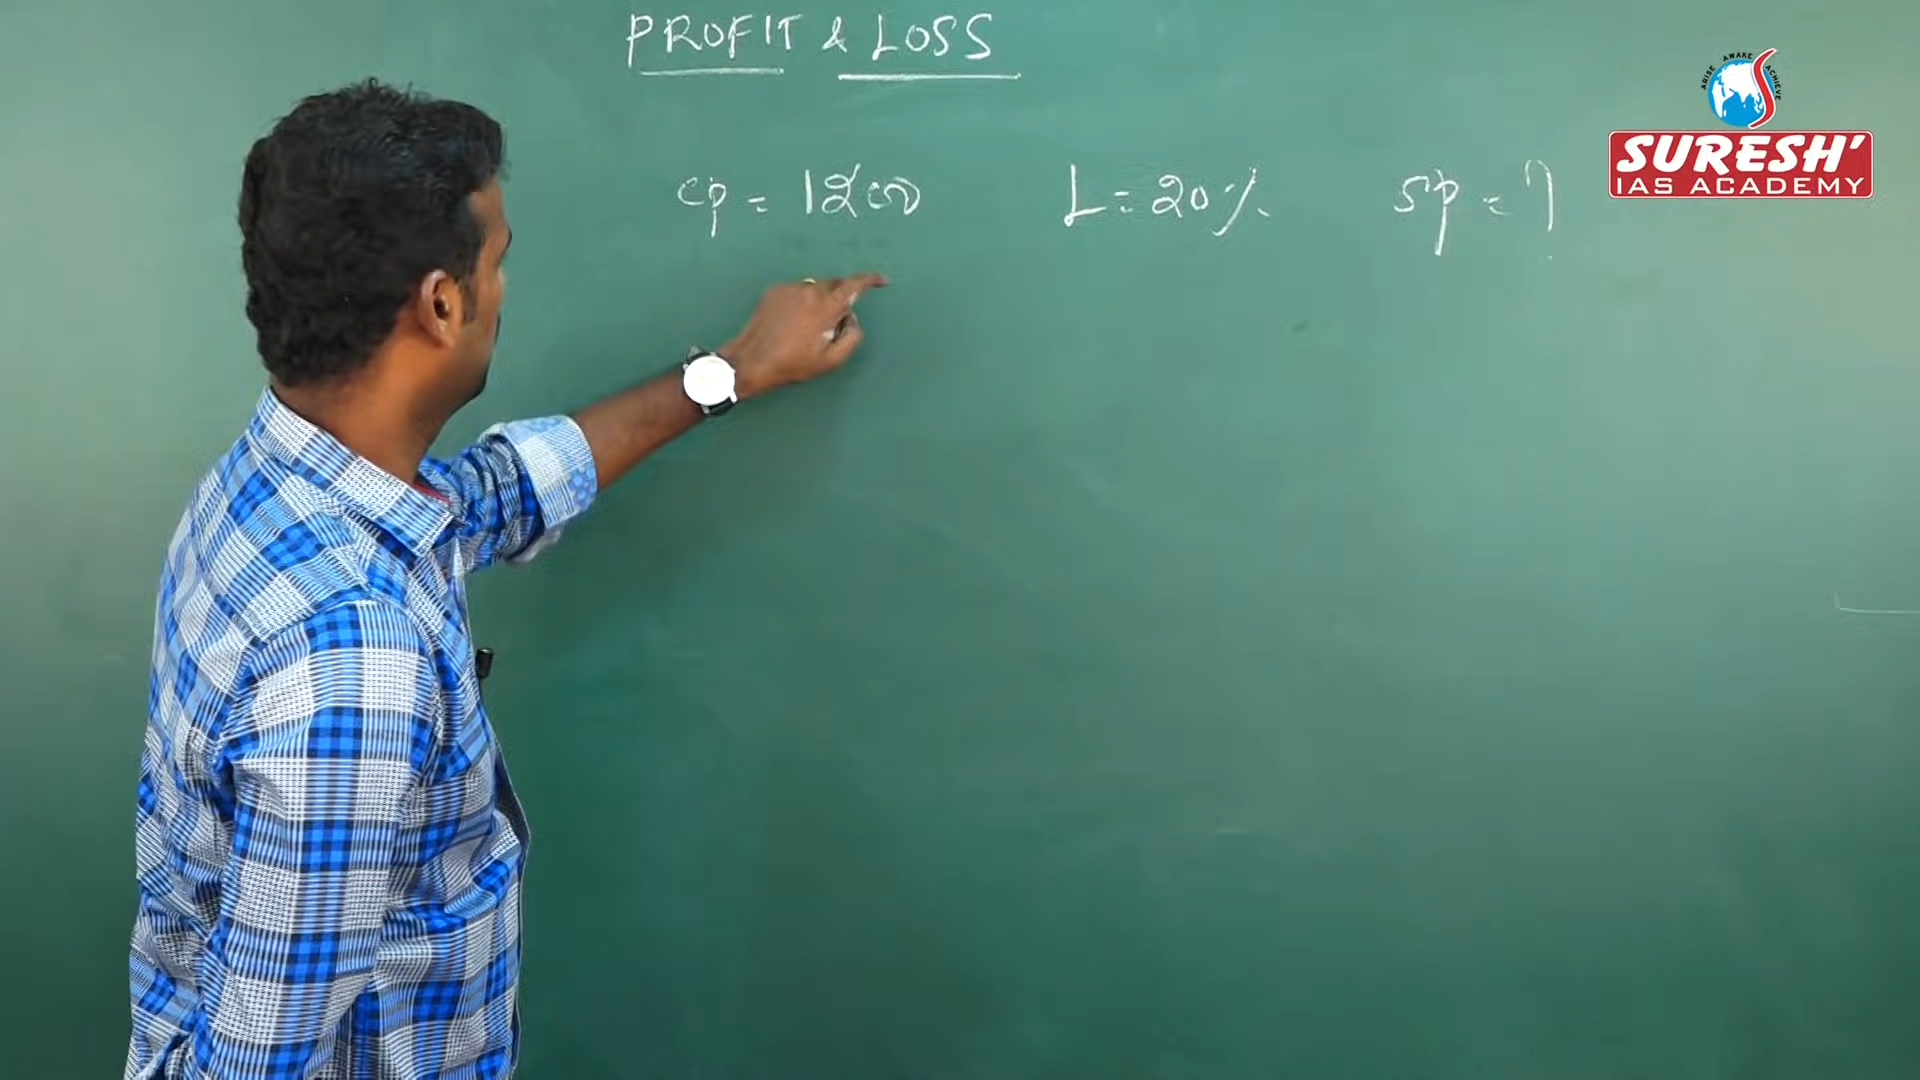 PROFIT & LOSS
CP = 1200 L = 20% SP = ?
ARISE AWAKE ACHIEVE
SURESH'
IAS ACADEMY